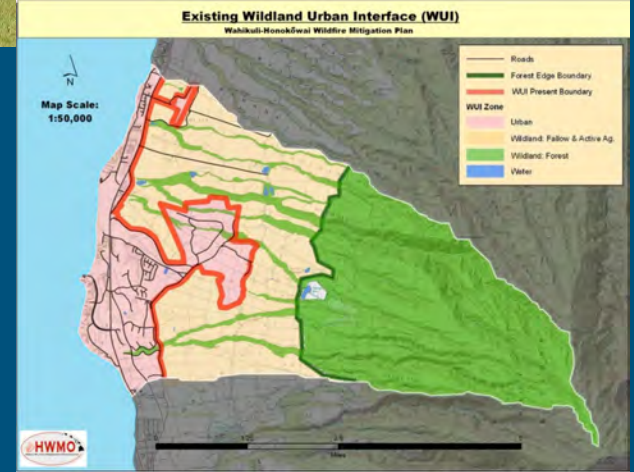 Existing Wildland Urban Interface (WUI)
Wahikuli-Honokōwai Wildfire Mitigation Plan
N
Map Scale:
1:50,000
Roads
Forest Edge Boundary
WUI Present Boundary
WUI Zone
Urban
Wildland: Fallow & Active Ag.
Wildland: Forest
Water
HWMO
Miles